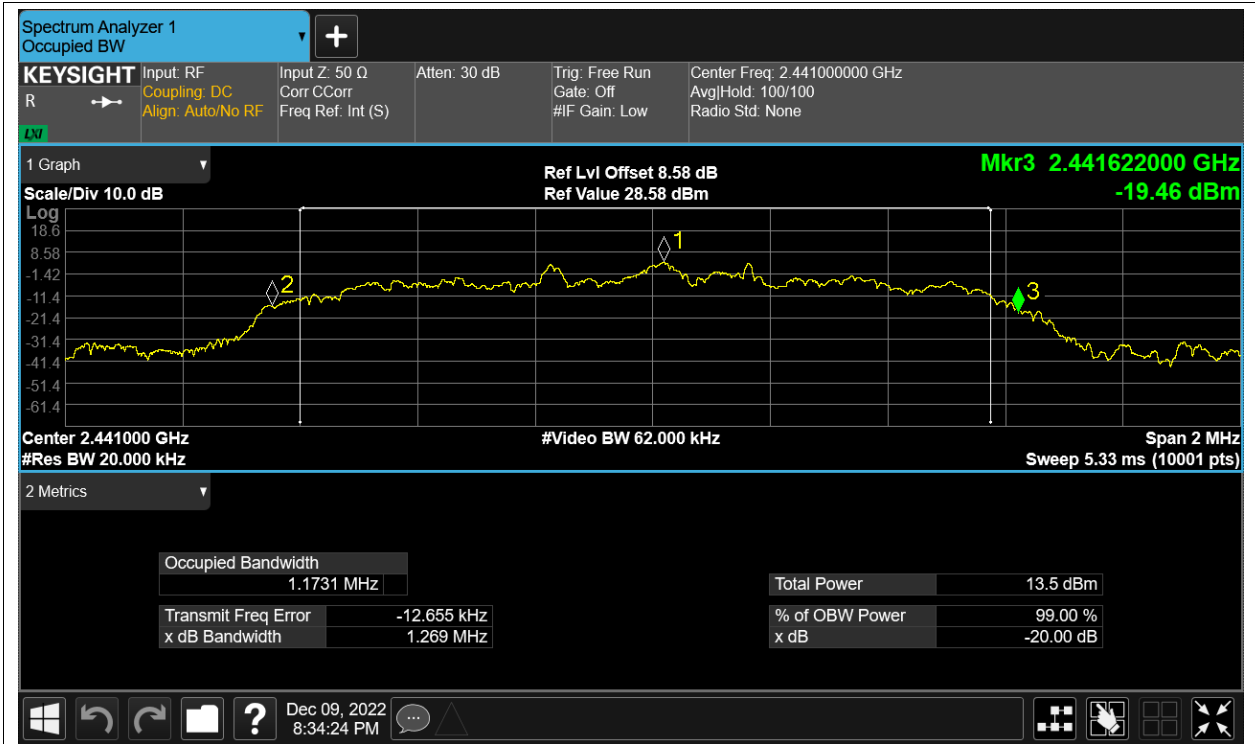 Spectrum Analyzer 1
Occupied BW
KEYSIGHT
R
LXI
Input: RF
Coupling: DC
Align: Auto/No RF
Input Z: 50 Ω
Corr CCorr
Freq Ref: Int (S)
Atten: 30 dB
Trig: Free Run
Gate: Off
#IF Gain: Low
Center Freq: 2.441000000 GHz
Avg|Hold: 100/100
Radio Std: None
1 Graph
Scale/Div 10.0 dB
Ref Lvl Offset 8.58 dB
Ref Value 28.58 dBm
Mkr3 2.441622000 GHz
-19.46 dBm
Log
18.6
8.58
-1.42
-11.4
-21.4
-31.4
-41.4
-51.4
-61.4
1
2
3
Center 2.441000 GHz
#Video BW 62.000 kHz
Span 2 MHz
#Res BW 20.000 kHz
Sweep 5.33 ms (10001 pts)
2 Metrics
Occupied Bandwidth
1.1731 MHz
Transmit Freq Error -12.655 kHz
x dB Bandwidth 1.269 MHz
Total Power 13.5 dBm
% of OBW Power 99.00 %
x dB -20.00 dB
?
Dec 09, 2022
8:34:24 PM